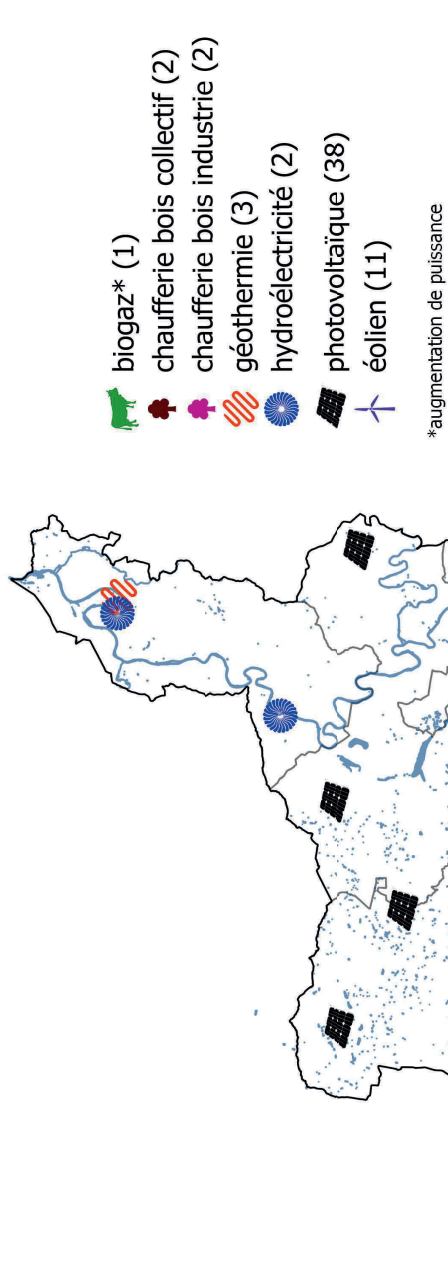 biogaz* (1)
chaufferie bois collectif (2)
chaufferie bois industrie (2)
géothermie (3)
hydroélectricité (2)
photovoltaïque (38)
éolien (11)
*augmentation de puissance